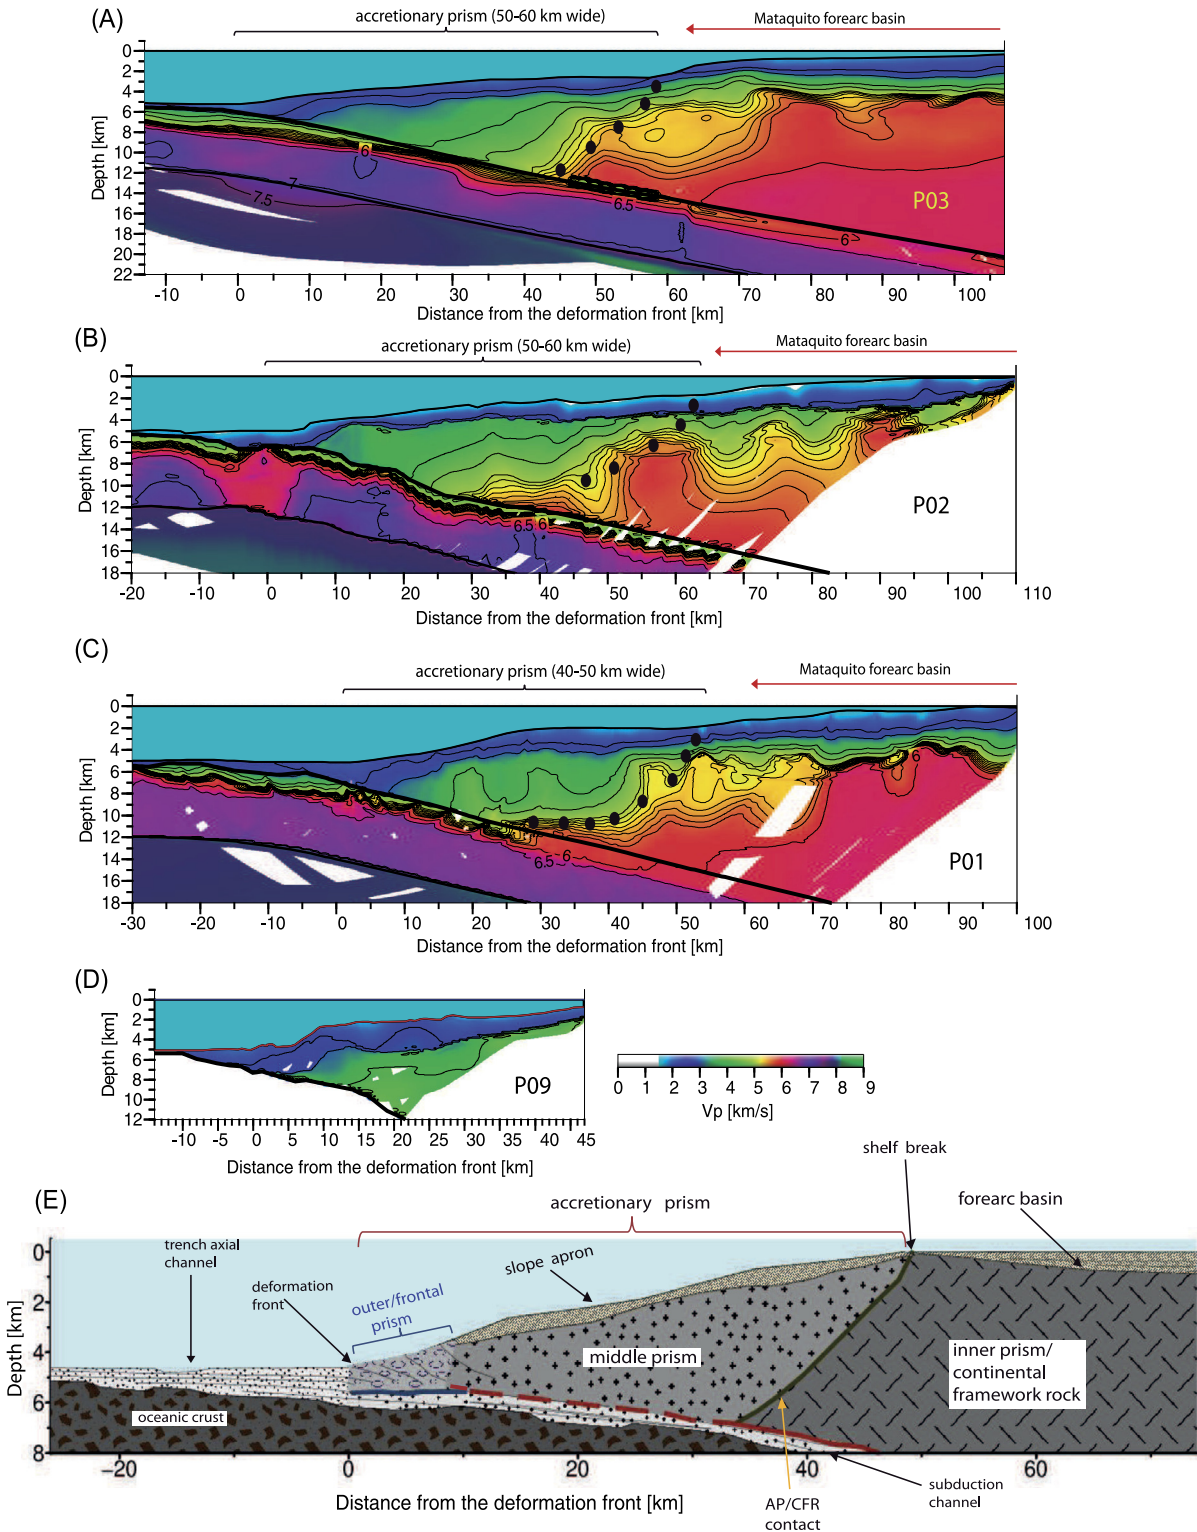 (A)
accretionary prism (50-60 km wide)
Mataquito forearc basin
0
2
4
6
8
10
12
14
16
18
20
22
Depth [km]
6
7
7.5
6.5
6
P03
-10 0 10 20 30 40 50 60 70 80 90 100
Distance from the deformation front [km]
(B)
accretionary prism (50-60 km wide)
Mataquito forearc basin
0
2
4
6
8
10
12
14
16
18
Depth [km]
6.5 6
P02
-20 -10 0 10 20 30 40 50 60 70 80 90 100 110
Distance from the deformation front [km]
(C)
accretionary prism (40-50 km wide)
Mataquito forearc basin
0
2
4
6
8
10
12
14
16
18
Depth [km]
6
6.5 6
P01
-30 -20 -10 0 10 20 30 40 50 60 70 80 90 100
Distance from the deformation front [km]
(D)
0
2
4
6
8
10
12
Depth [km]
P09
-10 -5 0 5 10 15 20 25 30 35 40 45
Distance from the deformation front [km]
0 1 2 3 4 5 6 7 8 9
Vp [km/s]
(E)
accretionary prism
shelf break
forearc basin
trench axial
channel
deformation
front
slope apron
outer/frontal
prism
middle prism
inner prism/
continental
framework rock
oceanic crust
0
2
4
6
8
Depth [km]
-20 0 20 40 60
Distance from the deformation front [km]
AP/CFR
contact
subduction
channel